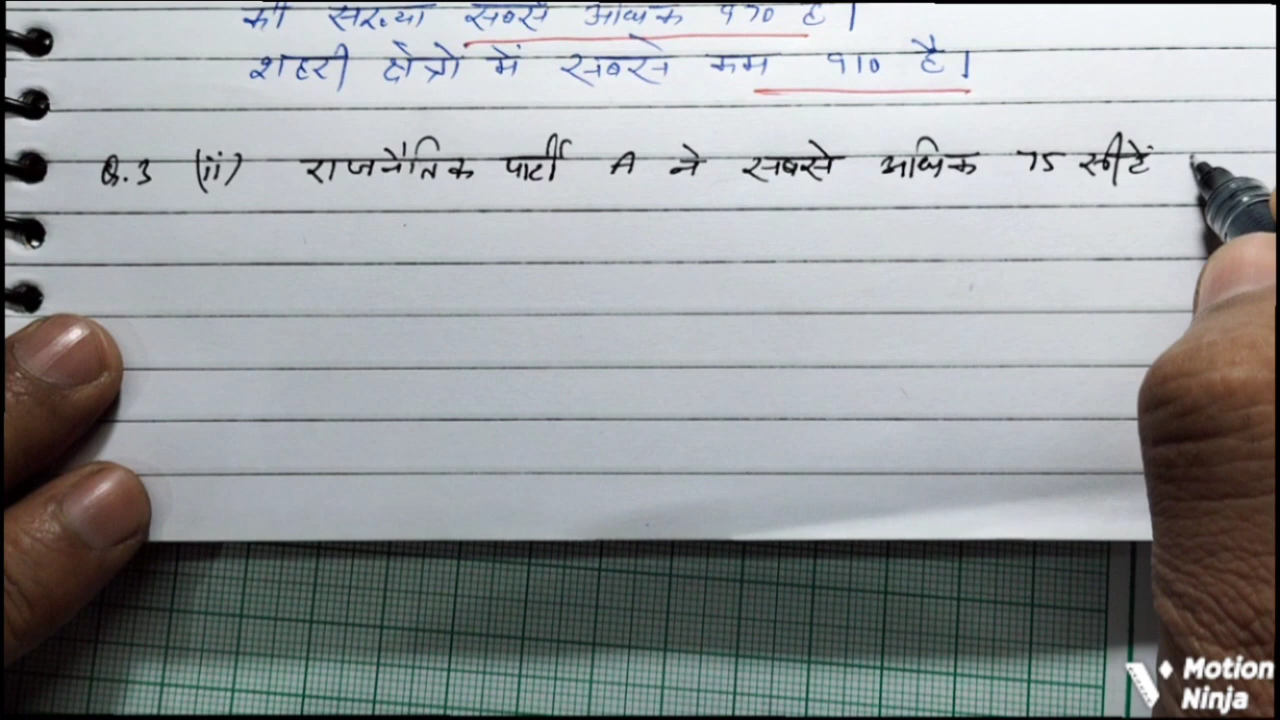 की संख्या सबसे अधिक 970 है।
शहरी क्षेत्रों में सबसे कम 910 है।
Q.3 (ii) राजनैतिक पार्टी A ने सबसे अधिक 75 सीटें
Motion
Ninja